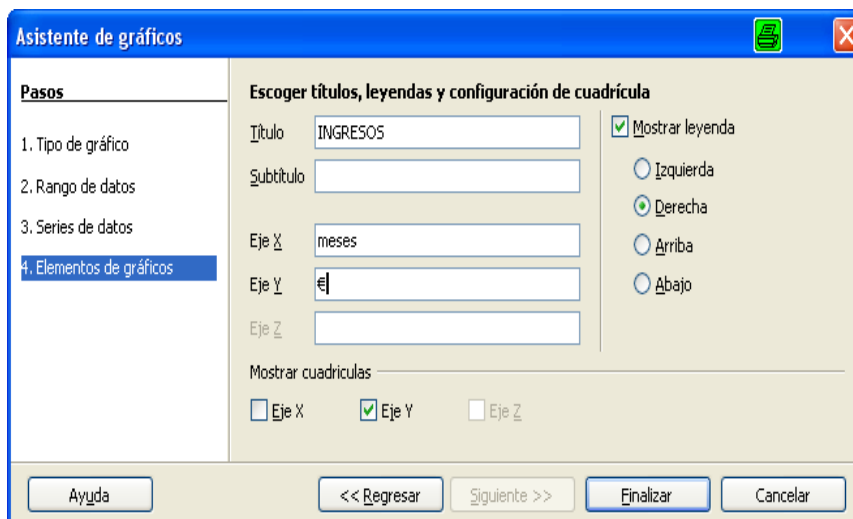 Asistente de gráficos
Pasos
1. Tipo de gráfico
2. Rango de datos
3. Series de datos
4. Elementos de gráficos
Escoger títulos, leyendas y configuración de cuadrícula
Título INGRESOS
Subtítulo
Eje X meses
Eje Y €
Eje Z
Mostrar leyenda
Izquierda
Derecha
Arriba
Abajo
Mostrar cuadriculas
Eje X Eje Y Eje Z
Ayuda << Regresar Siguiente >> Finalizar Cancelar